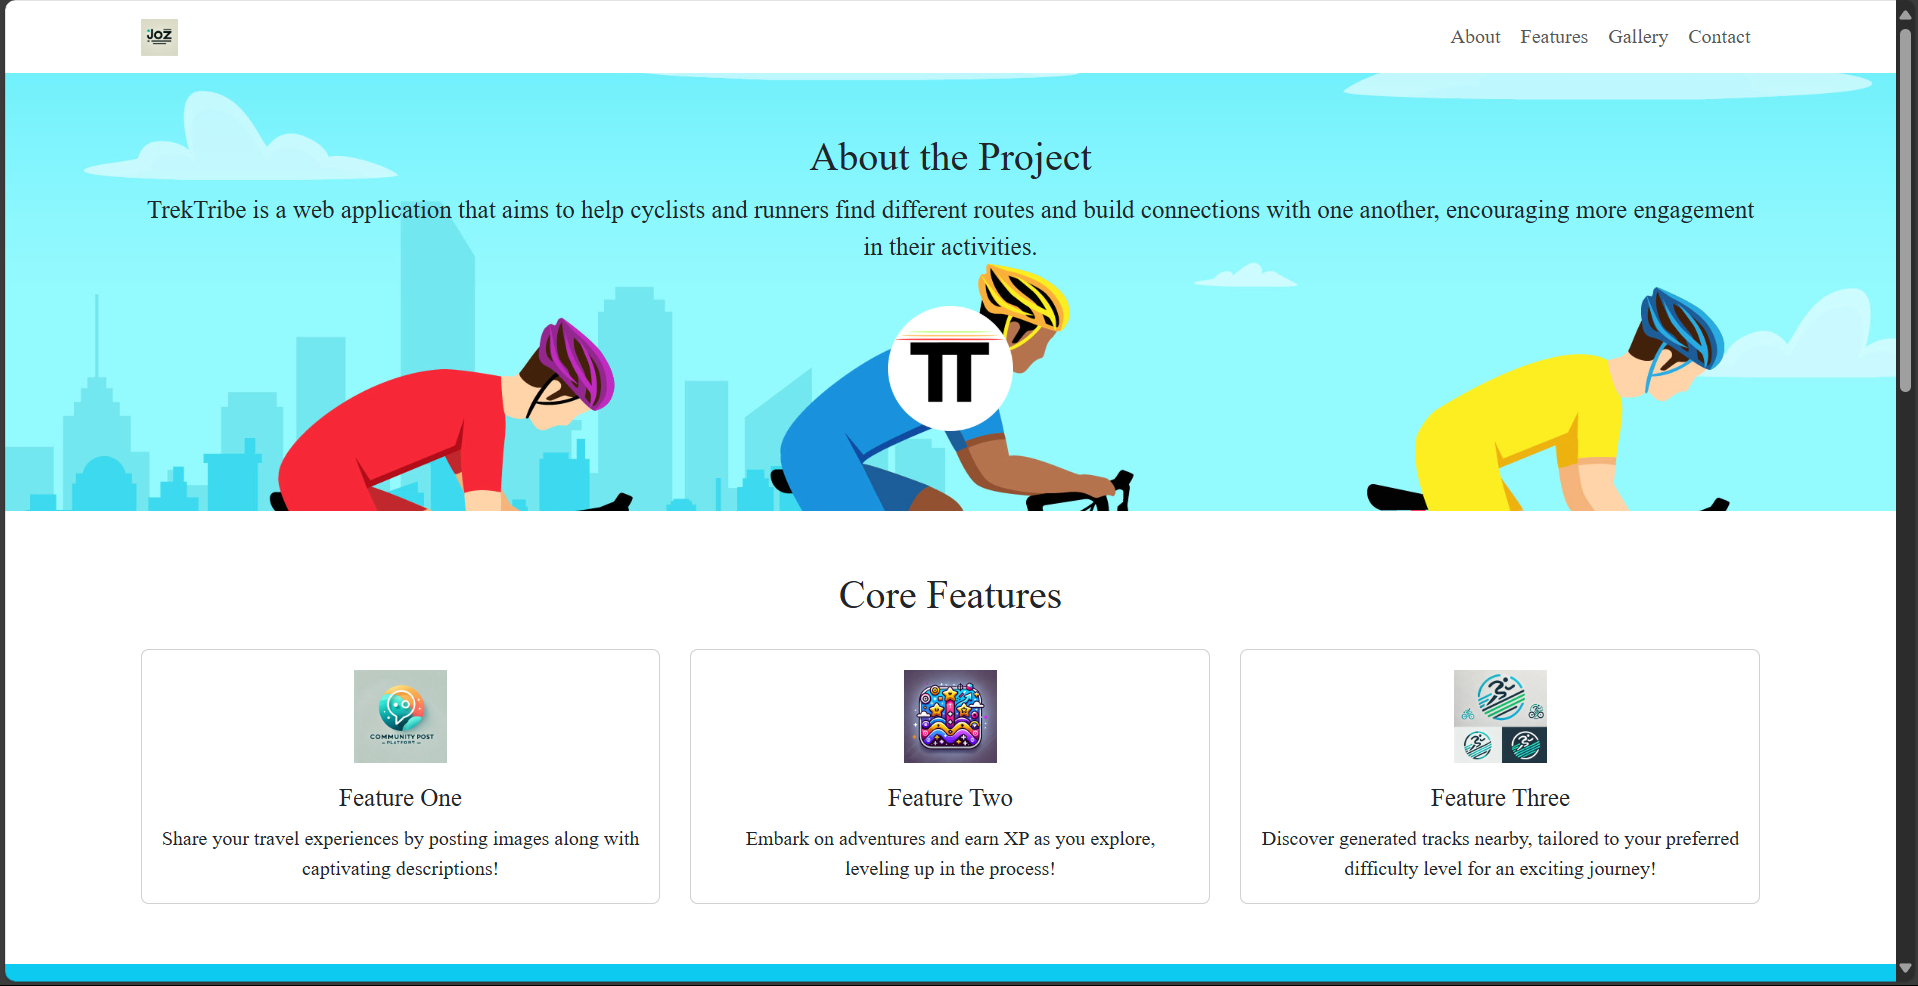 JOZ
About Features Gallery Contact
About the Project
TrekTribe is a web application that aims to help cyclists and runners find different routes and build connections with one another, encouraging more engagement
in their activities.
TT
Core Features
COMMUNITY POST
PLATFORM
Feature One
Share your travel experiences by posting images along with
captivating descriptions!
Feature Two
Embark on adventures and earn XP as you explore,
leveling up in the process!
Feature Three
Discover generated tracks nearby, tailored to your preferred
difficulty level for an exciting journey!